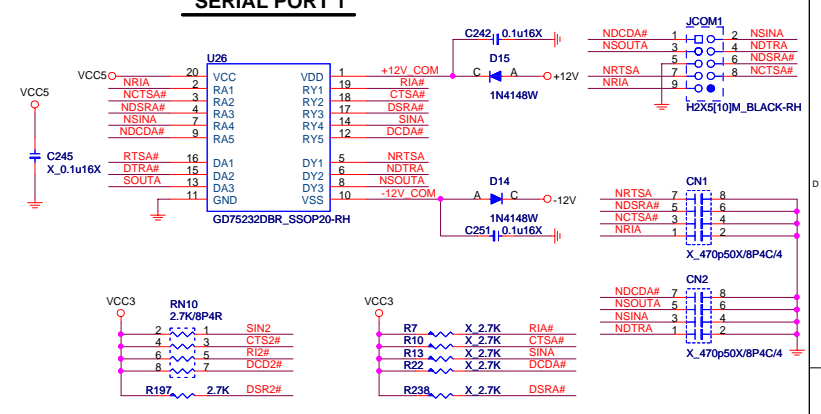 SERIAL PORT 1
VCC5
C245
X_0.1u16X
U26
VCC5
NRIA
NCTSA#
NDSRA#
NSINA
NDCDA#
RTSA#
DTRA#
SOUTA
20 VCC VDD 1
2 RA1 RY1 19
3 RA2 RY2 18
4 RA3 RY3 17
7 RA4 RY4 14
9 RA5 RY5 12
16 DA1 DY1 5
15 DA2 DY2 6
13 DA3 DY3 8
11 GND VSS 10
GD75232DBR_SSOP20-RH
+12V_COM
RIA#
CTSA#
DSRA#
SINA
DCDA#
NRTSA
NDTRA
NSOUTA
-12V_COM
C242 0.1u16X
D15
C A +12V
1N4148W
D14
A C -12V
1N4148W
C251 0.1u16X
JCOM1
NDCDA# 1 2 NSINA
NSOUTA 3 4 NDTRA
5 6 NDSRA#
NRTSA 7 8 NCTSA#
NRIA 9
H2X5[10]M_BLACK-RH
D
CN1
NRTSA 7 8
NDSRA# 5 6
NCTSA# 3 4
NRIA 1 2
X_470p50X/8P4C/4
CN2
NDCDA# 7 8
NSOUTA 5 6
NSINA 3 4
NDTRA 1 2
X_470p50X/8P4C/4
VCC3
RN10
2.7K/8P4R
2 1 SIN2
4 3 CTS2#
6 5 RI2#
8 7 DCD2#
R197 2.7K DSR2#
VCC3
R7 X_2.7K RIA#
R10 X_2.7K CTSA#
R13 X_2.7K SINA
R22 X_2.7K DCDA#
R238 X_2.7K DSRA#